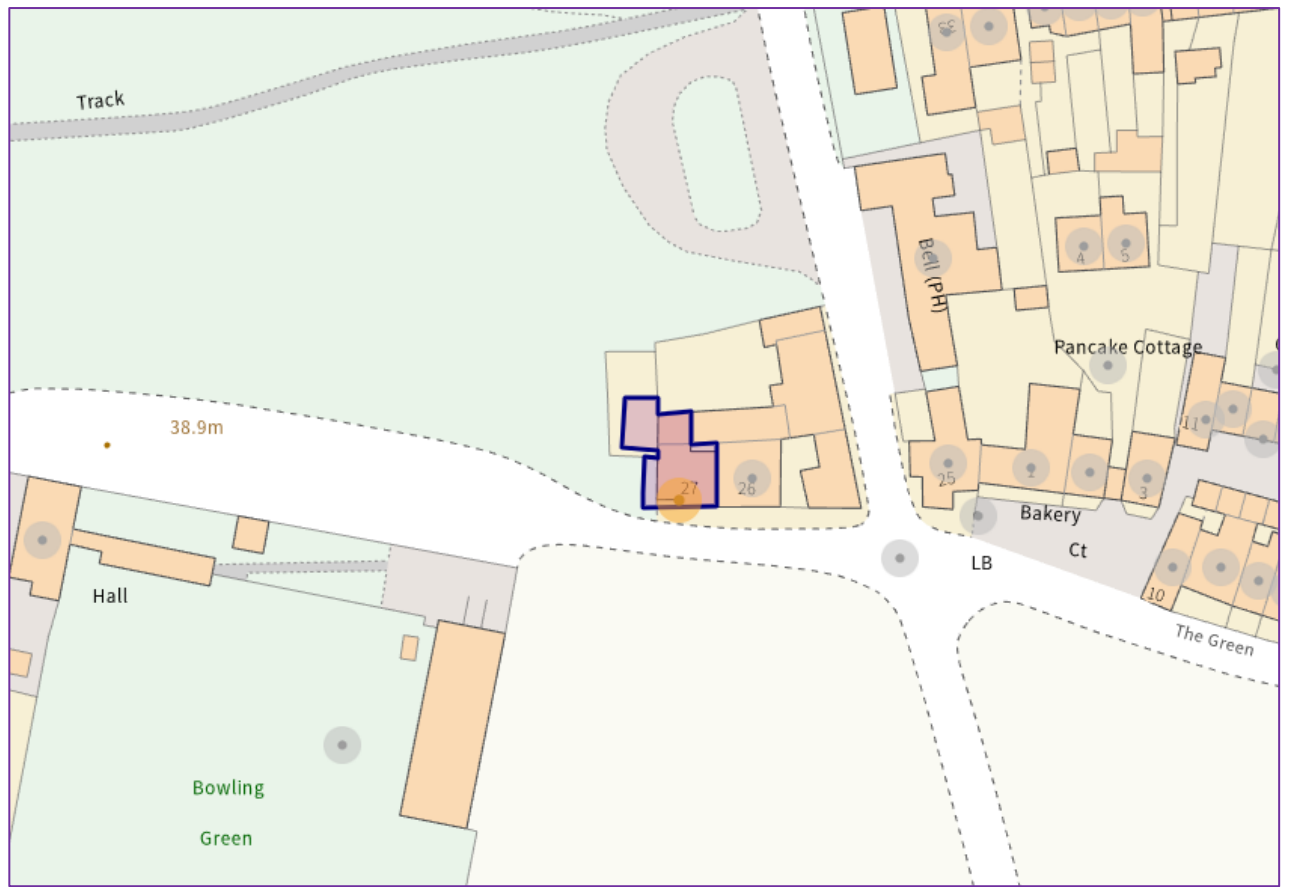 Track
Bell (PH)
4
5
Pancake Cottage
38.9m
11
27
26
25
1
3
Bakery
Ct
LB
Hall
10
The Green
Bowling
Green